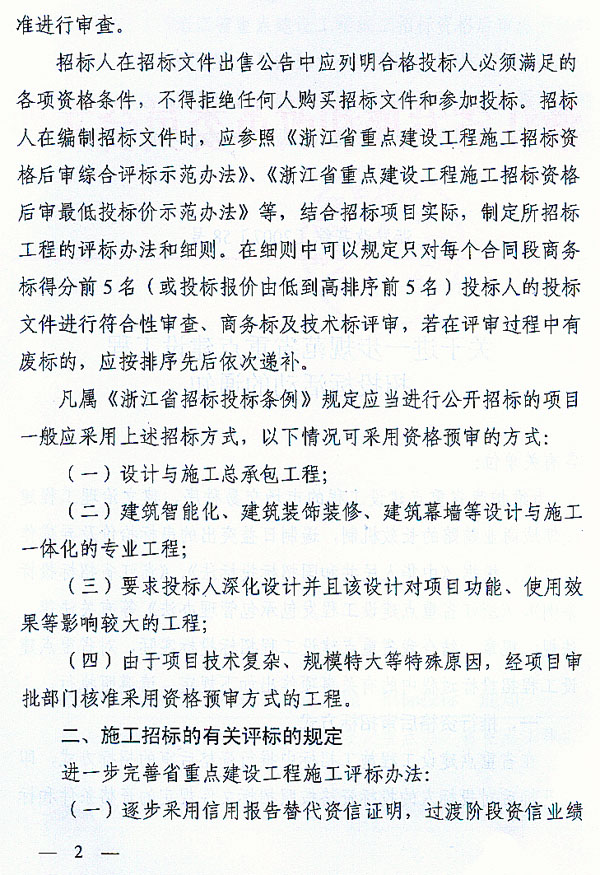 准进行审查。
招标人在招标文件出售公告中应列明合格投标人必须满足的
各项资格条件，不得拒绝任何人购买招标文件和参加投标。招标
人在编制招标文件时，应参照《浙江省重点建设工程施工招标资
格后审综合评标示范办法》、《浙江省重点建设工程施工招标资格
后审最低投标价示范办法》等，结合招标项目实际，制定所招标
工程的评标办法和细则。在细则中可以规定只对每个合同段商务
标得分前5名（或投标报价由低到高排序前5名）投标人的投标
文件进行符合性审查、商务标及技术标评审，若在评审过程中有
废标的，应按排序先后依次递补。
凡属《浙江省招标投标条例》规定应当进行公开招标的项目
一般应采用上述招标方式，以下情况可采用资格预审的方式：
（一）设计与施工总承包工程；
（二）建筑智能化、建筑装饰装修、建筑幕墙等设计与施工
一体化的专业工程；
（三）要求投标人深化设计并且该设计对项目功能、使用效
果等影响较大的工程；
（四）由于项目技术复杂、规模特大等特殊原因，经项目审
批部门核准采用资格预审方式的工程。
二、施工招标的有关评标的规定
进一步完善省重点建设工程施工评标办法：
（一）逐步采用信用报告替代资信证明，过渡阶段资信业绩
— 2 —